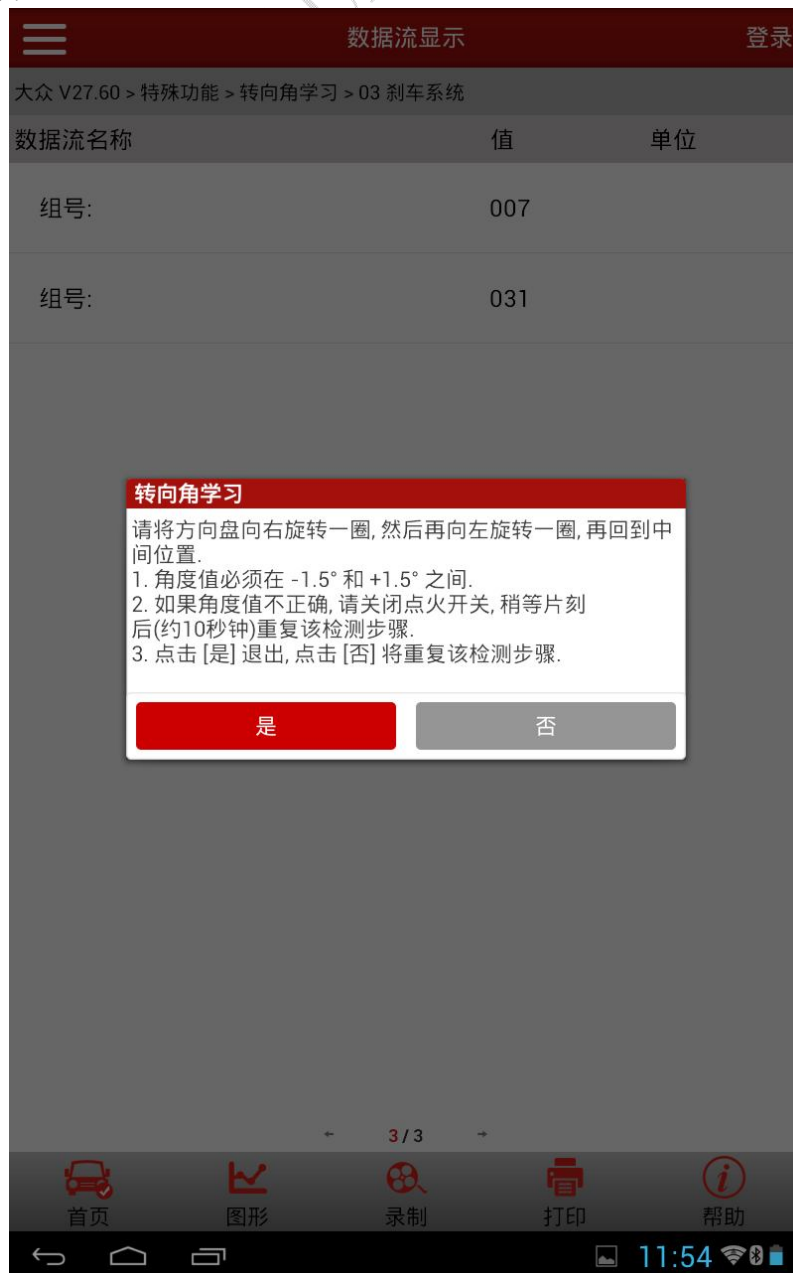 数据流显示
登录
大众 V27.60 > 特殊功能 > 转向角学习 > 03 刹车系统
数据流名称 值 单位
组号: 007
组号: 031
转向角学习
请将方向盘向右旋转一圈, 然后再向左旋转一圈, 再回到中
间位置.
1. 角度值必须在 -1.5° 和 +1.5° 之间.
2. 如果角度值不正确, 请关闭点火开关, 稍等片刻
后(约10秒钟)重复该检测步骤.
3. 点击 [是] 退出, 点击 [否] 将重复该检测步骤.
是 否
3 / 3
首页 图形 录制 打印 帮助
11:54